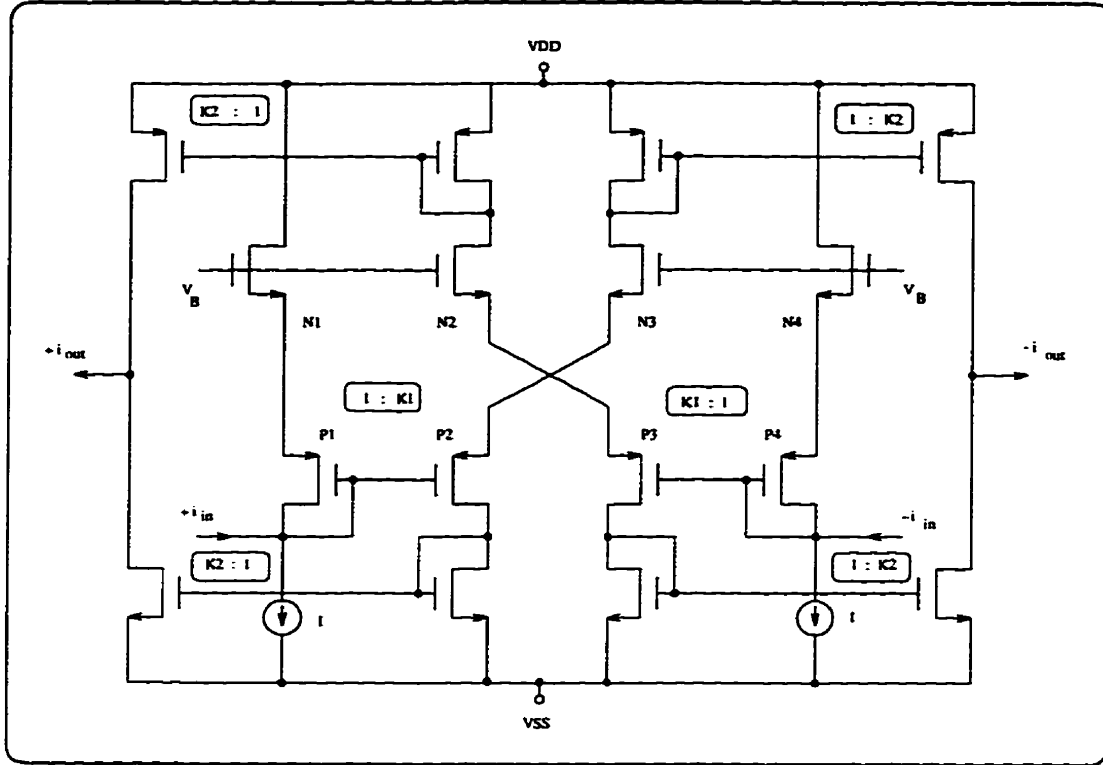 VDD
K2 : 1
1 : K2
V B
N1
N2
N3
N4
V B
+i out
-i out
1 : K1
K1 : 1
P1
P2
P3
P4
+i in
-i in
K2 : 1
1 : K2
I
I
VSS